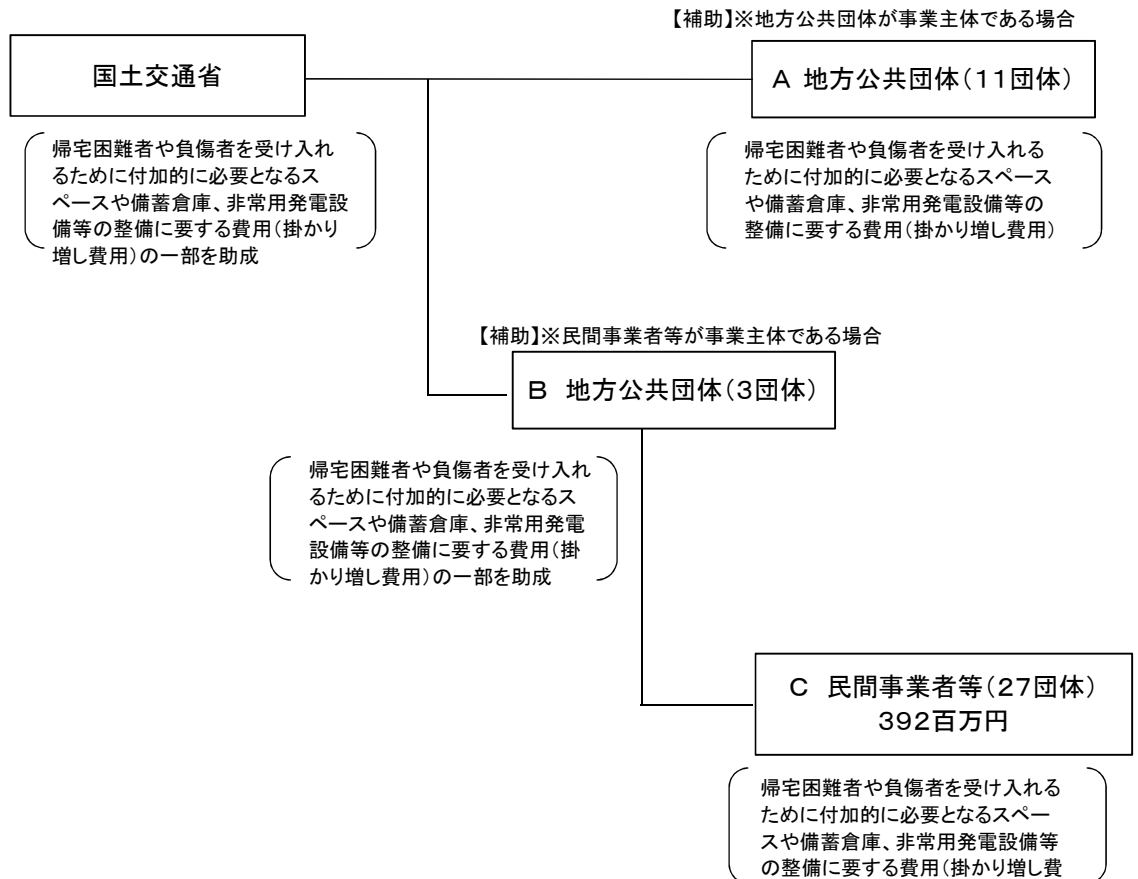 【補助】※地方公共団体が事業主体である場合
国土交通省
A 地方公共団体(11団体)
帰宅困難者や負傷者を受け入れ
るために付加的に必要となるス
ペースや備蓄倉庫、非常用発電設
備等の整備に要する費用(掛かり
増し費用)の一部を助成
帰宅困難者や負傷者を受け入れる
ために付加的に必要となるスペース
や備蓄倉庫、非常用発電設備等の
整備に要する費用(掛かり増し費用)
【補助】※民間事業者等が事業主体である場合
B 地方公共団体(3団体)
帰宅困難者や負傷者を受け入れ
るために付加的に必要となるス
ペースや備蓄倉庫、非常用発電
設備等の整備に要する費用(掛
かり増し費用)の一部を助成
C 民間事業者等(27団体)
392百万円
帰宅困難者や負傷者を受け入れる
ために付加的に必要となるスペー
スや備蓄倉庫、非常用発電設備等
の整備に要する費用(掛かり増し費